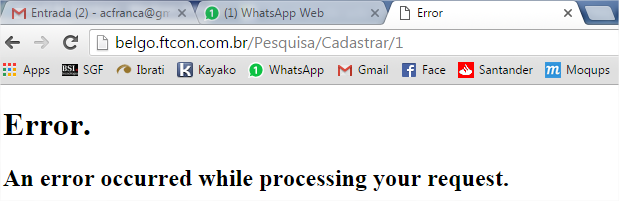 Entrada (2) - acfranca@gm (1) WhatsApp Web Error
belgo.ftcon.com.br/Pesquisa/Cadastrar/1
Apps BSI SGF Ibrati Kayako WhatsApp Gmail Face Santander Moqups
Error.
An error occurred while processing your request.